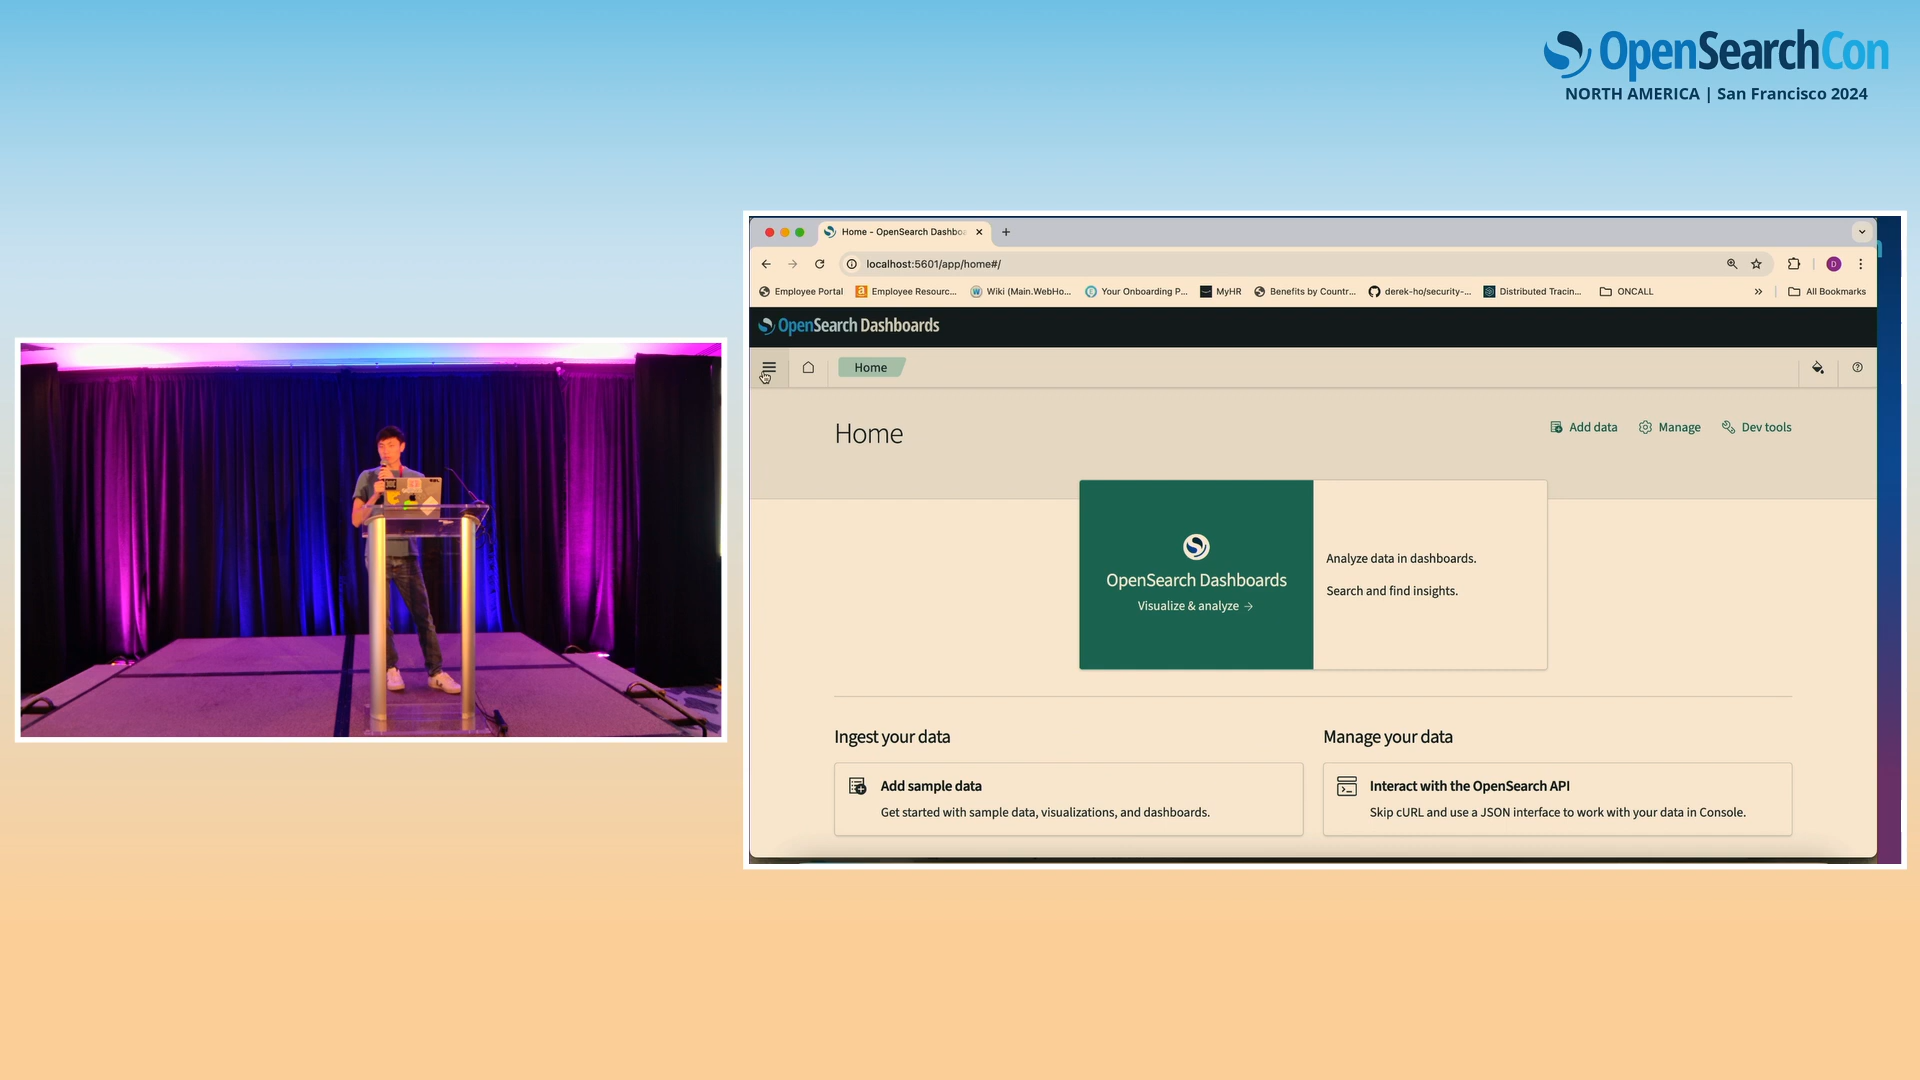 OpenSearchCon
NORTH AMERICA | San Francisco 2024
Home - OpenSearch Dashboa
localhost:5601/app/home#/
D
Employee Portal
Employee Resourc...
Wiki (Main.WebHo...
Your Onboarding P...
MyHR
Benefits by Countr...
derek-ho/security-...
Distributed Tracin...
ONCALL
All Bookmarks
OpenSearch Dashboards
Home
Home
Add data
Manage
Dev tools
OpenSearch Dashboards
Visualize & analyze →
Analyze data in dashboards.
Search and find insights.
Ingest your data
Manage your data
Add sample data
Get started with sample data, visualizations, and dashboards.
Interact with the OpenSearch API
Skip cURL and use a JSON interface to work with your data in Console.